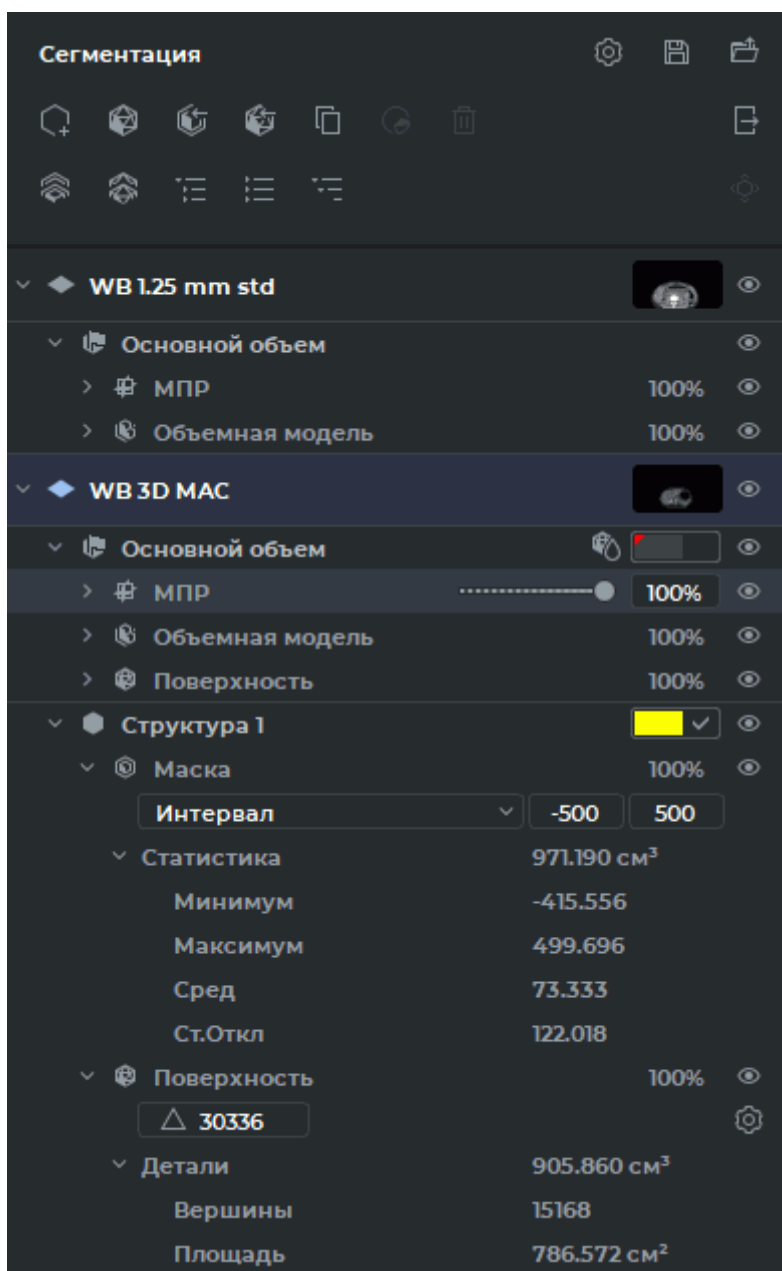 Сегментация
WB 1.25 mm std
Основной объем
МПР 100%
Объемная модель 100%
WB 3D MAC
Основной объем
МПР 100%
Объемная модель 100%
Поверхность 100%
Структура 1
Маска 100%
Интервал -500 500
Статистика 971.190 см³
Минимум -415.556
Максимум 499.696
Сред 73.333
Ст.Откл 122.018
Поверхность 100%
30336
Детали 905.860 см³
Вершины 15168
Площадь 786.572 см²